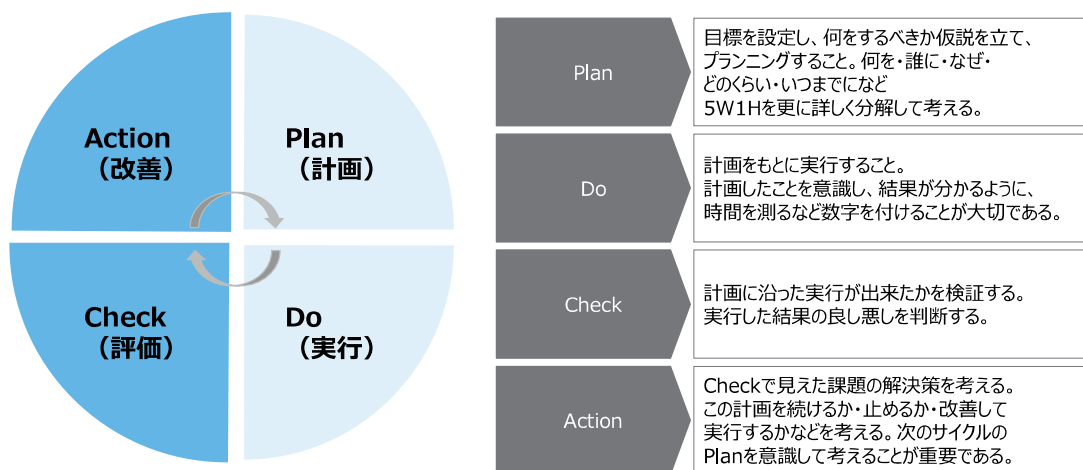 Action
（改善）
Plan
（計画）
Check
（評価）
Do
（実行）
Plan
目標を設定し、何をするべきか仮説を立て、
プランニングすること。何を・誰に・なぜ・
どのくらい・いつまでになど
5W1Hを更に詳しく分解して考える。
Do
計画をもとに実行すること。
計画したことを意識し、結果が分かるように、
時間を測るなど数字を付けることが大切である。
Check
計画に沿った実行が出来たかを検証する。
実行した結果の良し悪しを判断する。
Action
Checkで見えた課題の解決策を考える。
この計画を続けるか・止めるか・改善して
実行するかなどを考える。次のサイクルの
Planを意識して考えることが重要である。